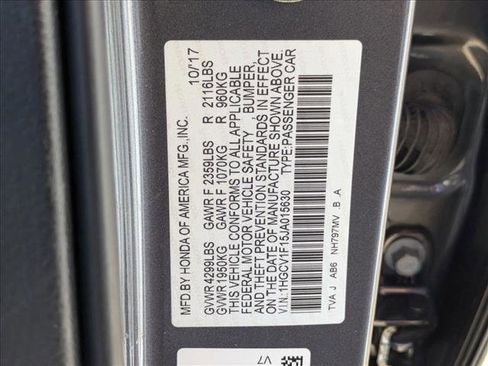 MFD.BY HONDA OF AMERICA MFG.,INC. 10/17
GVWR 4299LBS GAWR F 2359LBS R 2116LBS
GVWR 1950KG GAWR F 1070KG R 960KG
THIS VEHICLE CONFORMS TO ALL APPLICABLE
FEDERAL MOTOR VEHICLE SAFETY , BUMPER,
AND THEFT PREVENTION STANDARDS IN EFFECT
ON THE DATE OF MANUFACTURE SHOWN ABOVE.
V.I.N:1HGCV1F15JA015630 TYPE:PASSENGER CAR
TVA J AB6 NH797MV .B .A
V7